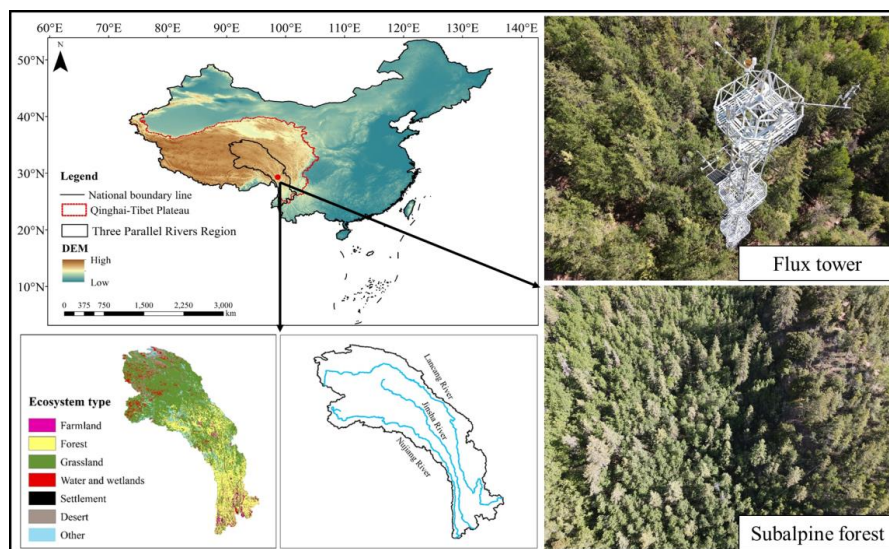 60°E 70°E 80°E 90°E 100°E 110°E 120°E 130°E 140°E
N
50°N
40°N
30°N
20°N
10°N
Legend
National boundary line
Qinghai-Tibet Plateau
Three Parallel Rivers Region
DEM
High
Low
0 375 750 1,500 2,250 3,000
km
Flux tower
Ecosystem type
Farmland
Forest
Grassland
Water and wetlands
Settlement
Desert
Other
Lancang River
Jinsha River
Nujiang River
Subalpine forest